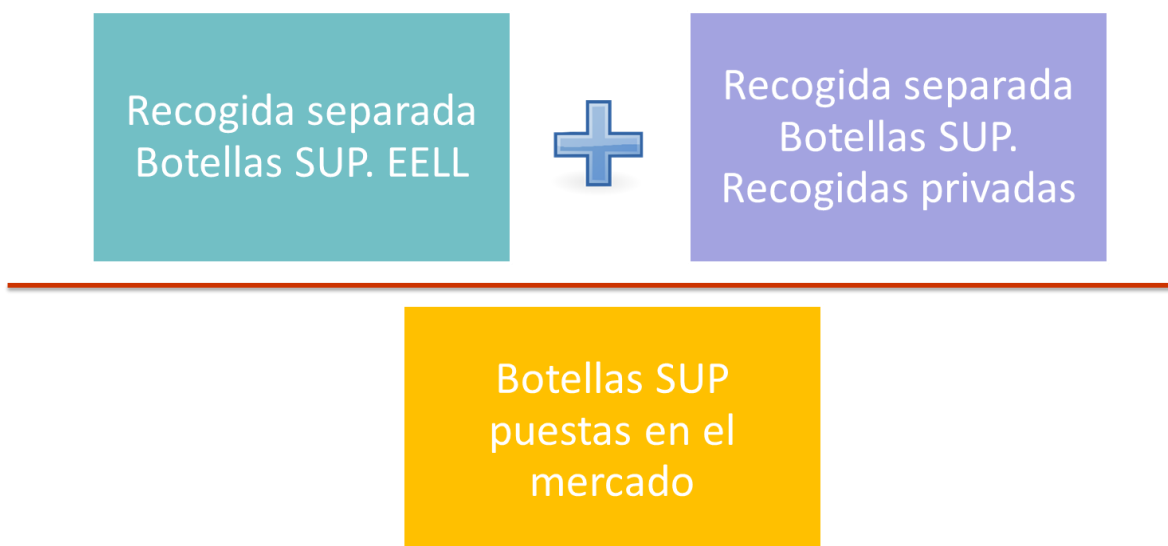 Recogida separada
Botellas SUP. EELL
Recogida separada
Botellas SUP.
Recogidas privadas
Botellas SUP
puestas en el
mercado